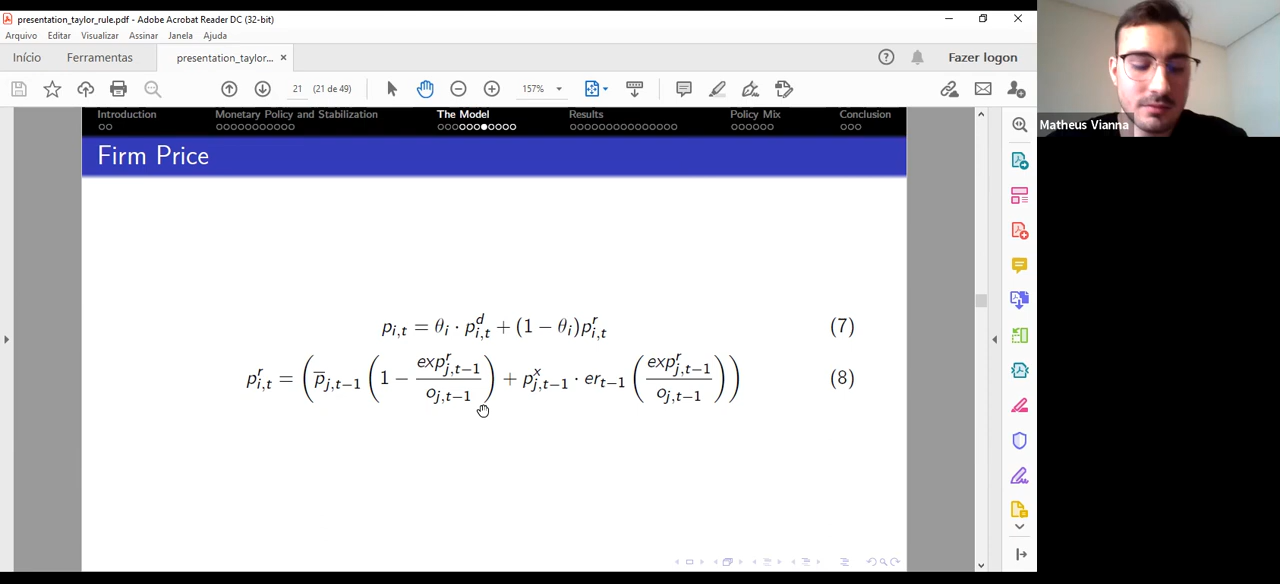 presentation_taylor_rule.pdf - Adobe Acrobat Reader DC (32-bit)
Arquivo Editar Visualizar Assinar Janela Ajuda
Início Ferramentas presentation_taylor... × Fazer logon
21 (21 de 49) 157%
Introduction Monetary Policy and Stabilization The Model Results Policy Mix Conclusion
Firm Price
p_{i,t} = θ_i · p^d_{i,t} + (1 − θ_i)p^r_{i,t} (7)
p^r_{i,t} = ( p̅_{j,t−1} ( 1 − exp^r_{j,t−1} / o_{j,t−1} ) + p^x_{j,t−1} · er_{t−1} ( exp^r_{j,t−1} / o_{j,t−1} ) ) (8)
Matheus Vianna